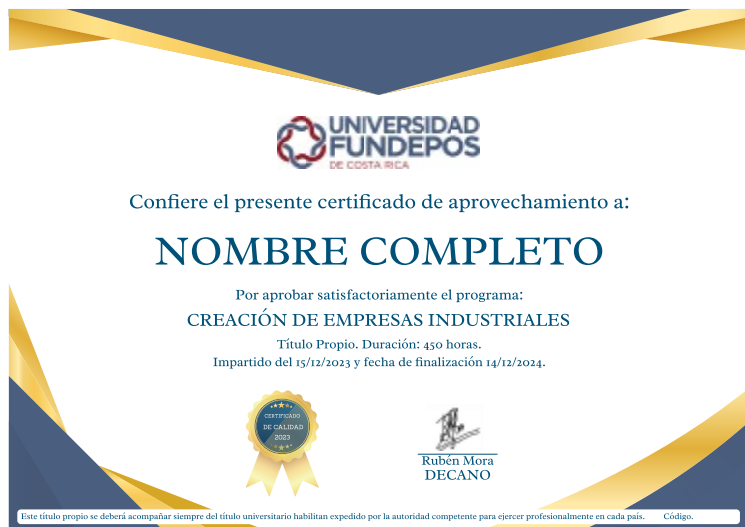 UNIVERSIDAD
FUNDEPOS
DE COSTA RICA
Confiere el presente certificado de aprovechamiento a:
NOMBRE COMPLETO
Por aprobar satisfactoriamente el programa:
CREACIÓN DE EMPRESAS INDUSTRIALES
Título Propio. Duración: 450 horas.
Impartido del 15/12/2023 y fecha de finalización 14/12/2024.
CERTIFICADO
DE CALIDAD
2023
Rubén Mora
DECANO
Este título propio se deberá acompañar siempre del título universitario habilitan expedido por la autoridad competente para ejercer profesionalmente en cada país. Código.